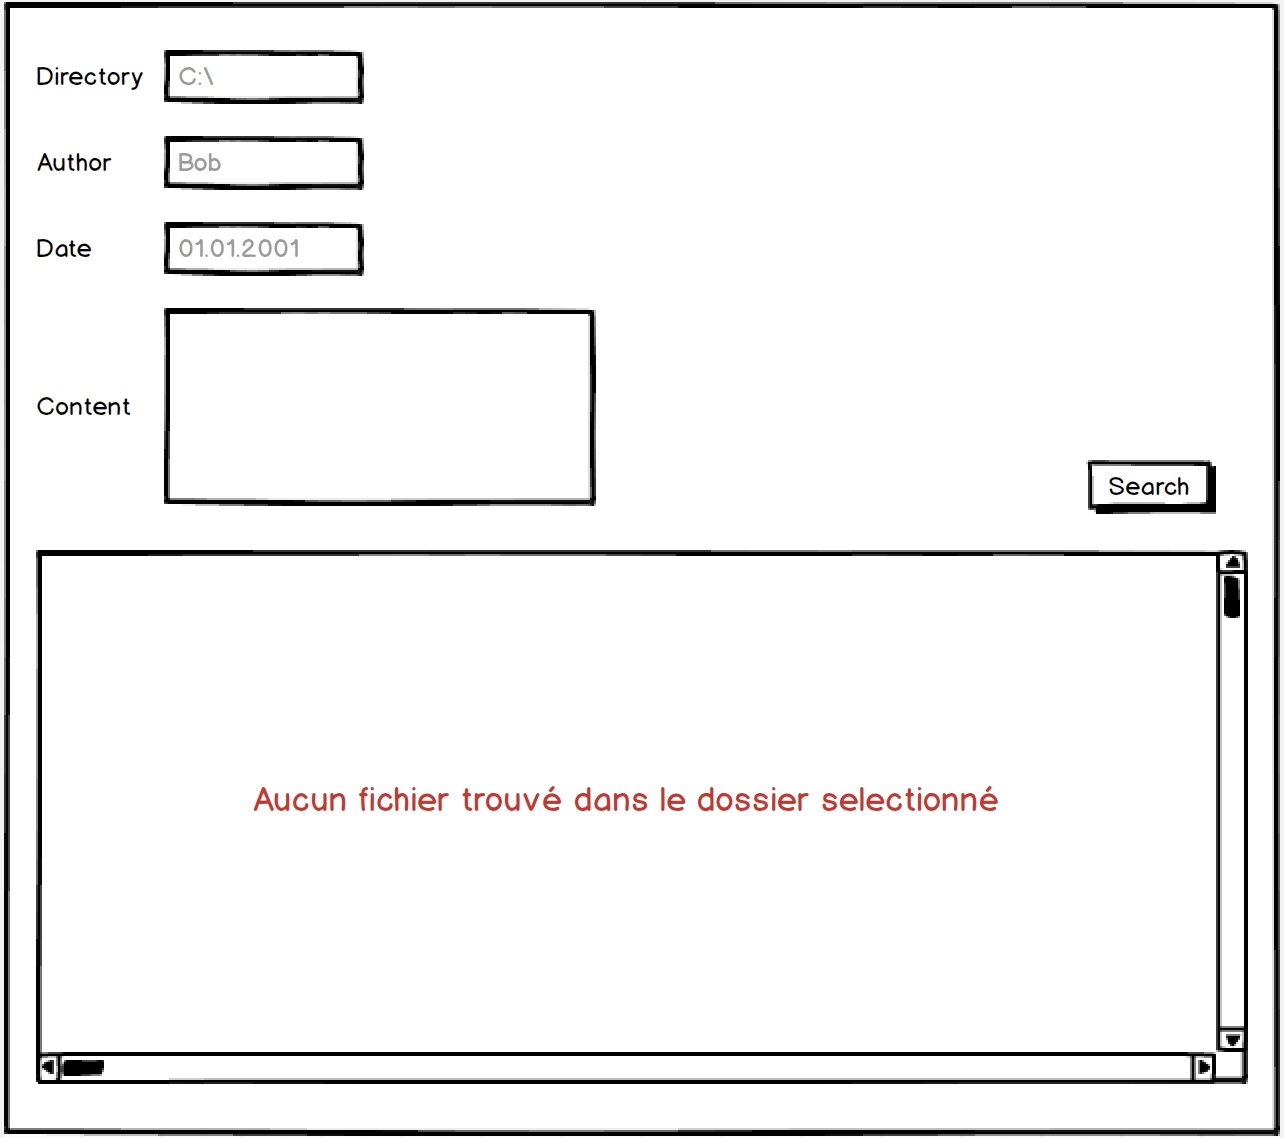 Directory C:\
Author Bob
Date 01.01.2001
Content
Search
Aucun fichier trouvé dans le dossier selectionné